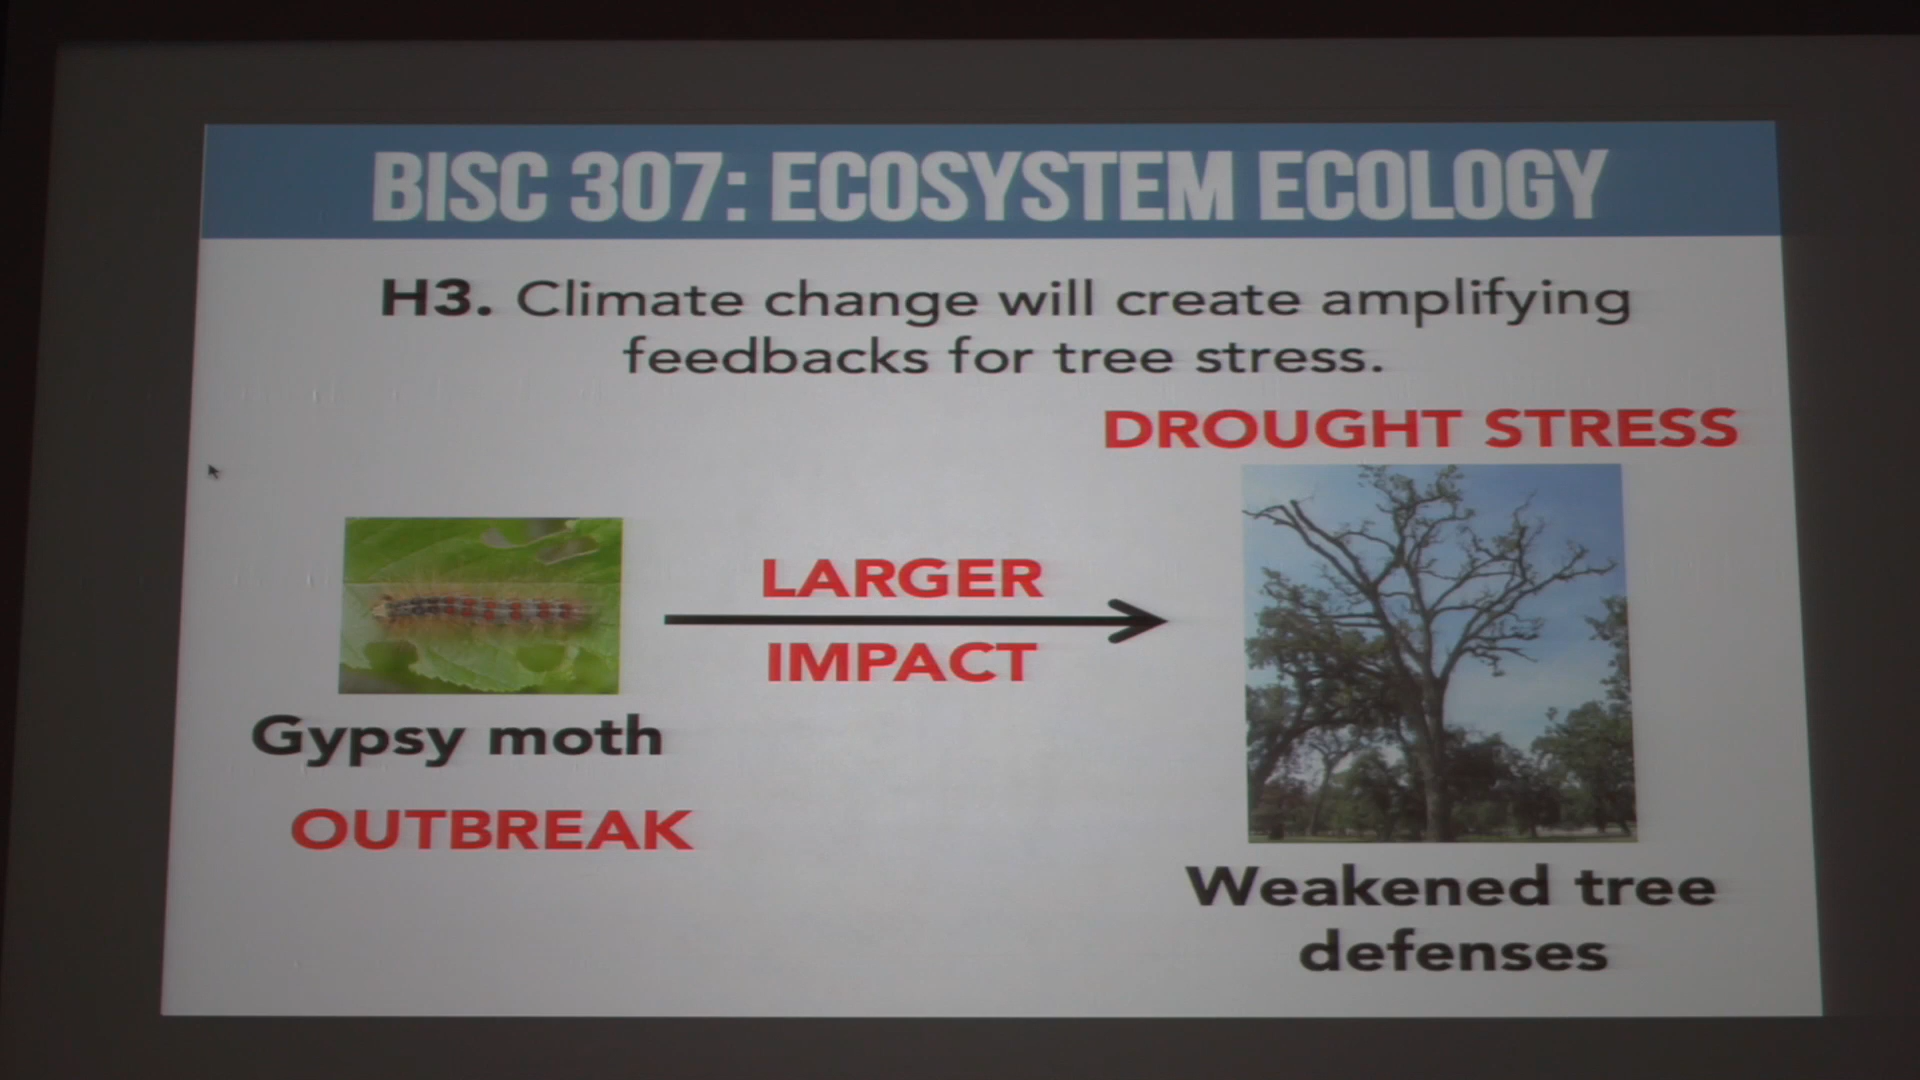 BISC 307: ECOSYSTEM ECOLOGY
H3. Climate change will create amplifying
feedbacks for tree stress.
DROUGHT STRESS
LARGER
IMPACT
Gypsy moth
OUTBREAK
Weakened tree
defenses